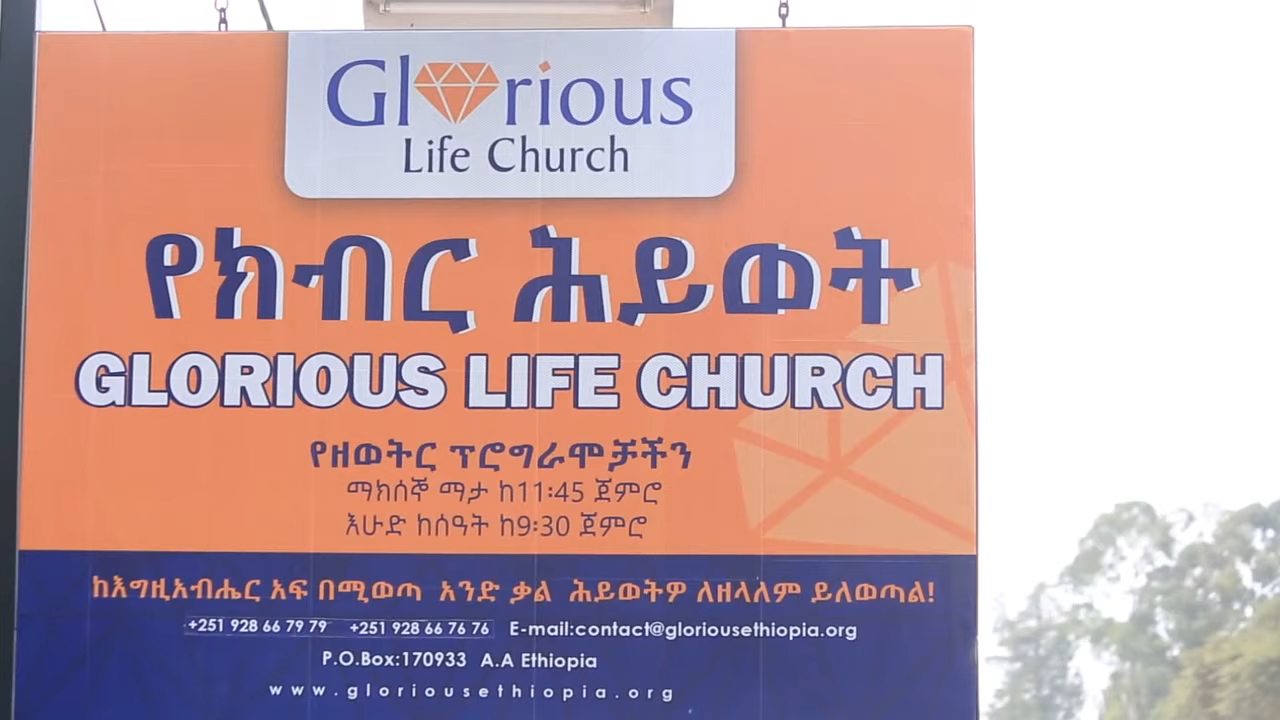 Glorious
Life Church
የክብር ሕይወት
GLORIOUS LIFE CHURCH
የዘወትር ፕሮግራሞቻችን
ማክሰኞ ማታ ከ11:45 ጀምሮ
እሁድ ከሰዓት ከ9:30 ጀምሮ
ከእግዚአብሔር አፍ በሚወጣ አንድ ቃል ሕይወትዎ ለዘላለም ይለወጣል!
+251 928 66 79 79 +251 928 66 76 76 E-mail:contact@gloriousethiopia.org
P.O.Box:170933 A.A Ethiopia
www.gloriousethiopia.org